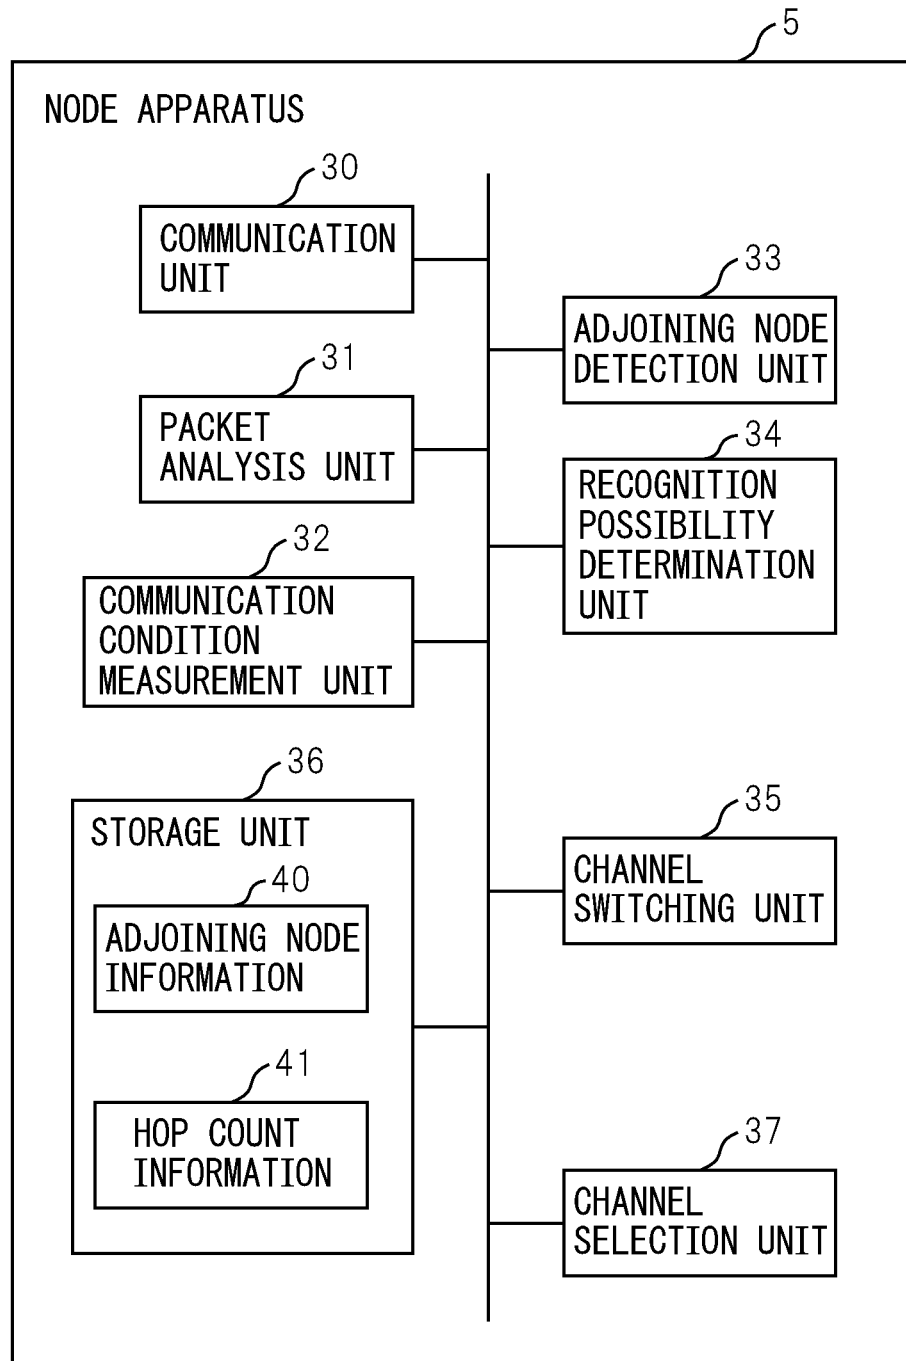 5
NODE APPARATUS
30
COMMUNICATION
UNIT
31
PACKET
ANALYSIS UNIT
32
COMMUNICATION
CONDITION
MEASUREMENT UNIT
36
STORAGE UNIT
40
ADJOINING NODE
INFORMATION
41
HOP COUNT
INFORMATION
33
ADJOINING NODE
DETECTION UNIT
34
RECOGNITION
POSSIBILITY
DETERMINATION
UNIT
35
CHANNEL
SWITCHING UNIT
37
CHANNEL
SELECTION UNIT